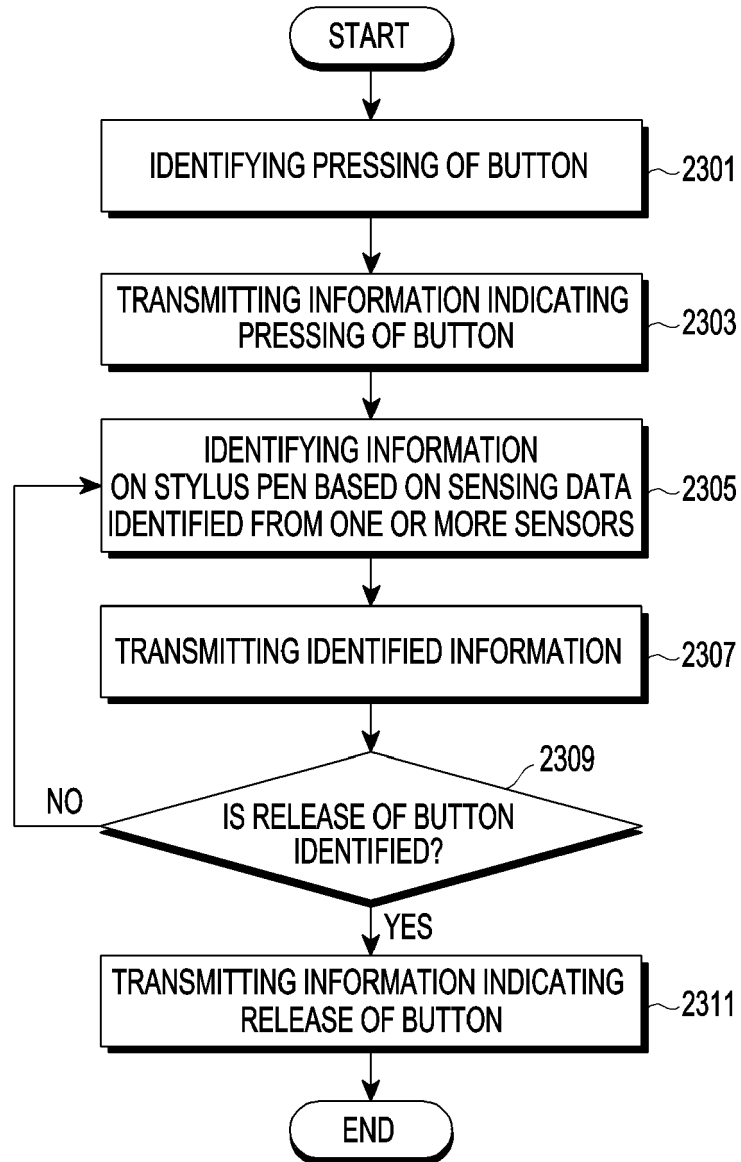 START
IDENTIFYING PRESSING OF BUTTON
2301
TRANSMITTING INFORMATION INDICATING
PRESSING OF BUTTON
2303
IDENTIFYING INFORMATION
ON STYLUS PEN BASED ON SENSING DATA
IDENTIFIED FROM ONE OR MORE SENSORS
2305
TRANSMITTING IDENTIFIED INFORMATION
2307
2309
NO
IS RELEASE OF BUTTON
IDENTIFIED?
YES
TRANSMITTING INFORMATION INDICATING
RELEASE OF BUTTON
2311
END